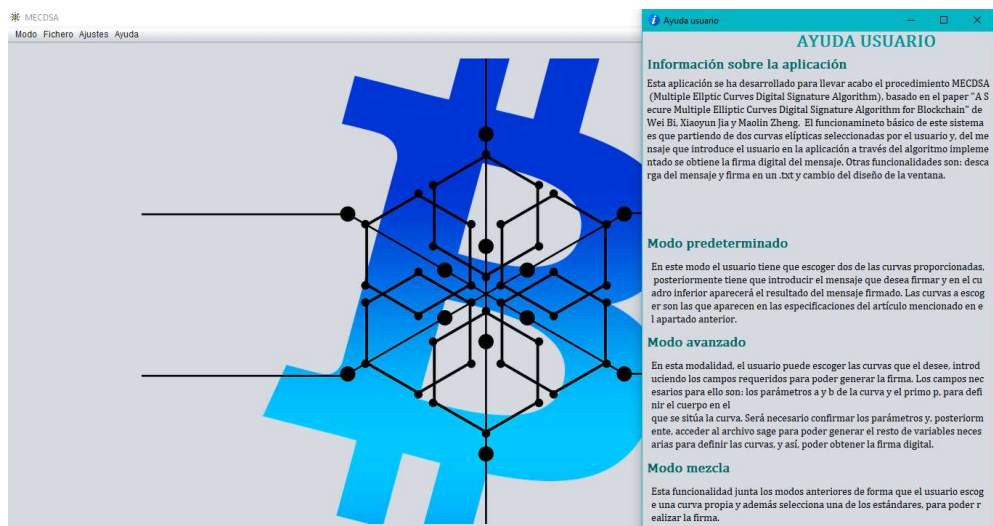 MECDSA
Modo Fichero Ajustes Ayuda
Ayuda usuario
AYUDA USUARIO
Información sobre la aplicación
Esta aplicación se ha desarrollado para llevar acabo el procedimiento MECDSA
(Multiple Ellptic Curves Digital Signature Algorithm), basado en el paper "A S
ecure Multiple Elliptic Curves Digital Signature Algorithm for Blockchain" de
Wei Bi, Xiaoyun Jia y Maolin Zheng. El funcionamineto básico de este sistema
es que partiendo de dos curvas elípticas seleccionadas por el usuario y, del me
nsaje que introduce el usuario en la aplicación a través del algoritmo impleme
ntado se obtiene la firma digital del mensaje. Otras funcionalidades son: desca
rga del mensaje y firma en un .txt y cambio del diseño de la ventana.
Modo predeterminado
En este modo el usuario tiene que escoger dos de las curvas proporcionadas,
posteriormente tiene que introducir el mensaje que desea firmar y en el cu
adro inferior aparecerá el resultado del mensaje firmado. Las curvas a escog
er son las que aparecen en las especificaciones del artículo mencionado en e
l apartado anterior.
Modo avanzado
En esta modalidad, el usuario puede escoger las curvas que el desee, introd
uciendo los campos requeridos para poder generar la firma. Los campos nec
esarios para ello son: los parámetros a y b de la curva y el primo p, para defi
nir el cuerpo en el
que se sitúa la curva. Será necesario confirmar los parámetros y, posteriorm
ente, acceder al archivo sage para poder generar el resto de variables neces
arias para definir las curvas, y así, poder obtener la firma digital.
Modo mezcla
Esta funcionalidad junta los modos anteriores de forma que el usuario escog
e una curva propia y además selecciona una de los estándares, para poder r
ealizar la firma.